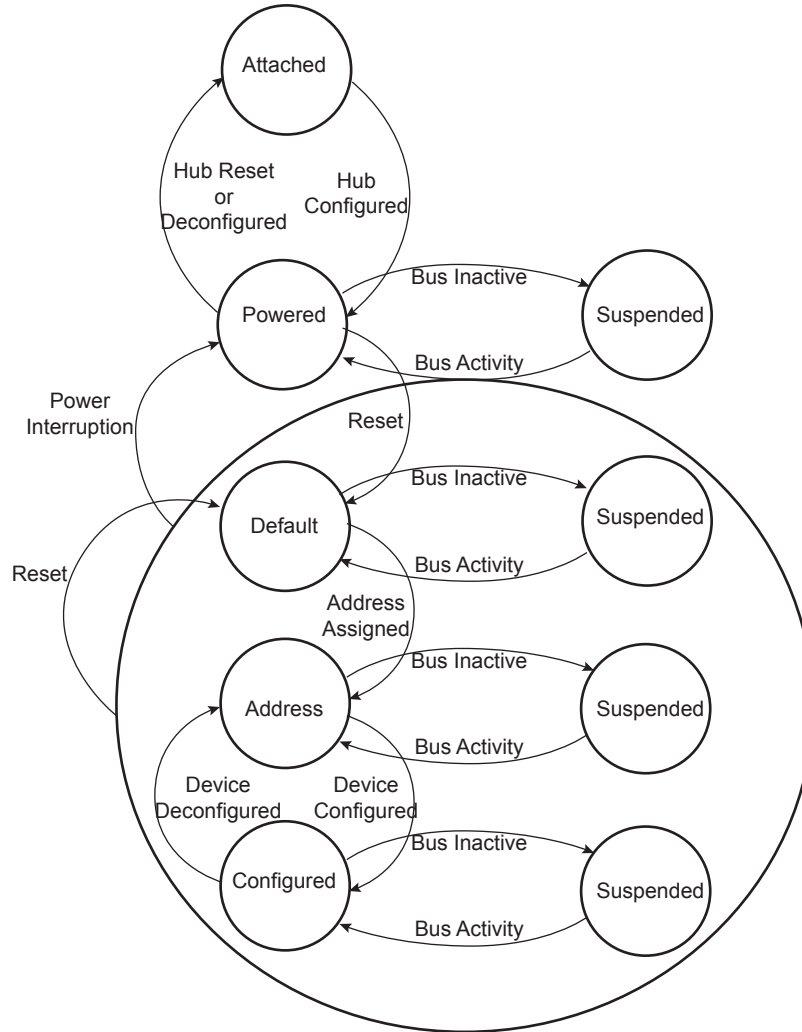 Attached
Hub Reset
or
Deconfigured
Hub
Configured
Powered
Bus Inactive
Suspended
Bus Activity
Power
Interruption
Reset
Default
Bus Inactive
Suspended
Bus Activity
Reset
Address
Assigned
Address
Bus Inactive
Suspended
Bus Activity
Device
Deconfigured
Device
Configured
Configured
Bus Inactive
Suspended
Bus Activity